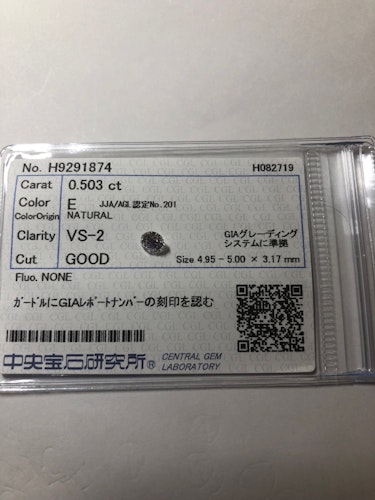 No. H9291874 H082719
Carat 0.503 ct
Color E JJA/AGL認定No.201
ColorOrigin NATURAL
Clarity VS-2 GIAグレーディング
システムに準拠
Cut GOOD Size 4.95 - 5.00 × 3.17 mm
Fluo. NONE
ガードルにGIAレポートナンバーの刻印を認む
中央宝石研究所® CENTRAL GEM
LABORATORY